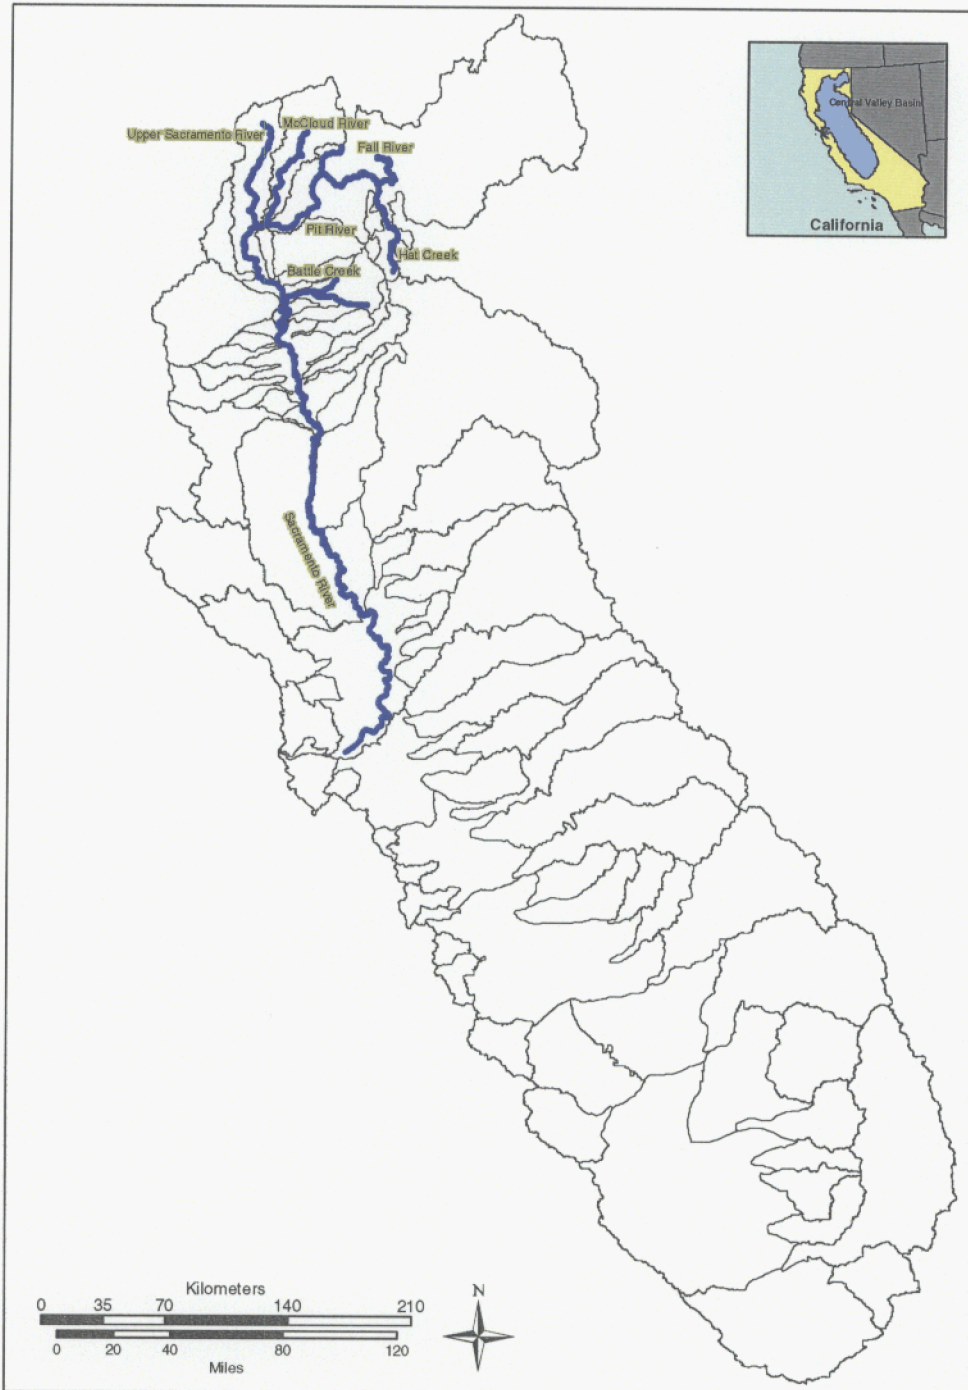 McCloud River
Upper Sacramento River
Fall River
Pit River
Hat Creek
Battle Creek
Sacramento River
Central Valley Basin
California
Kilometers
0 35 70 140 210
0 20 40 80 120
Miles
N